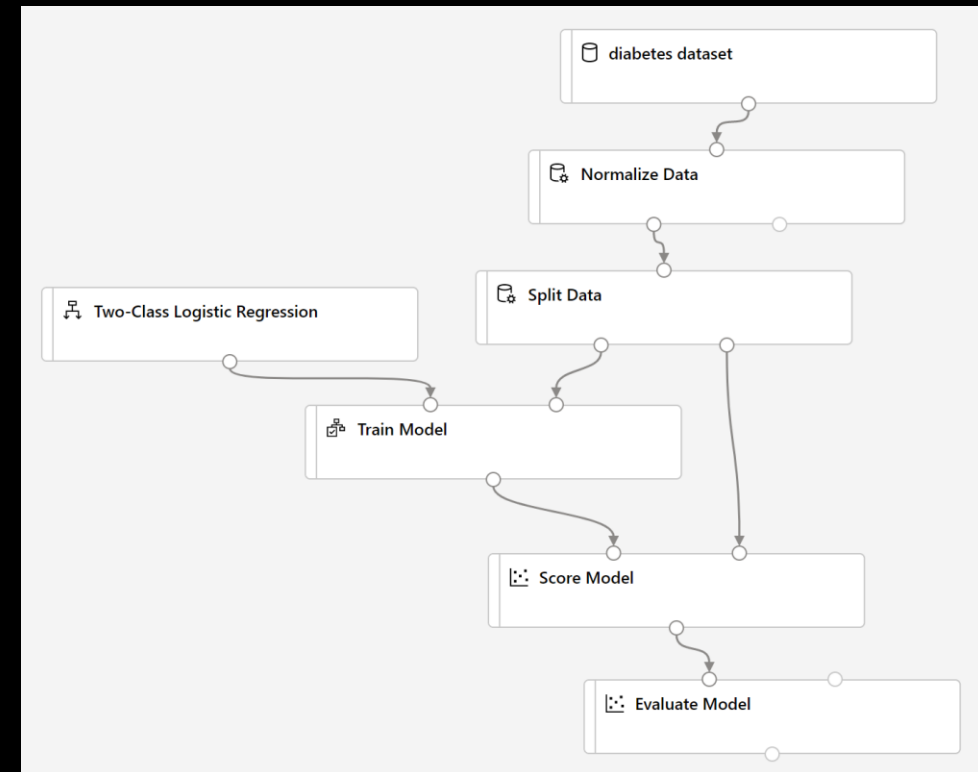 diabetes dataset
Normalize Data
Split Data
Two-Class Logistic Regression
Train Model
Score Model
Evaluate Model